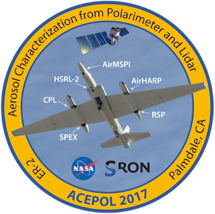 Aerosol Characterization from Polarimeter and Lidar
AirMSPI
HSRL-2
AirHARP
CPL
RSP
SPEX
NASA
SRON
ER-2
ACEPOL 2017
Palmdale, CA